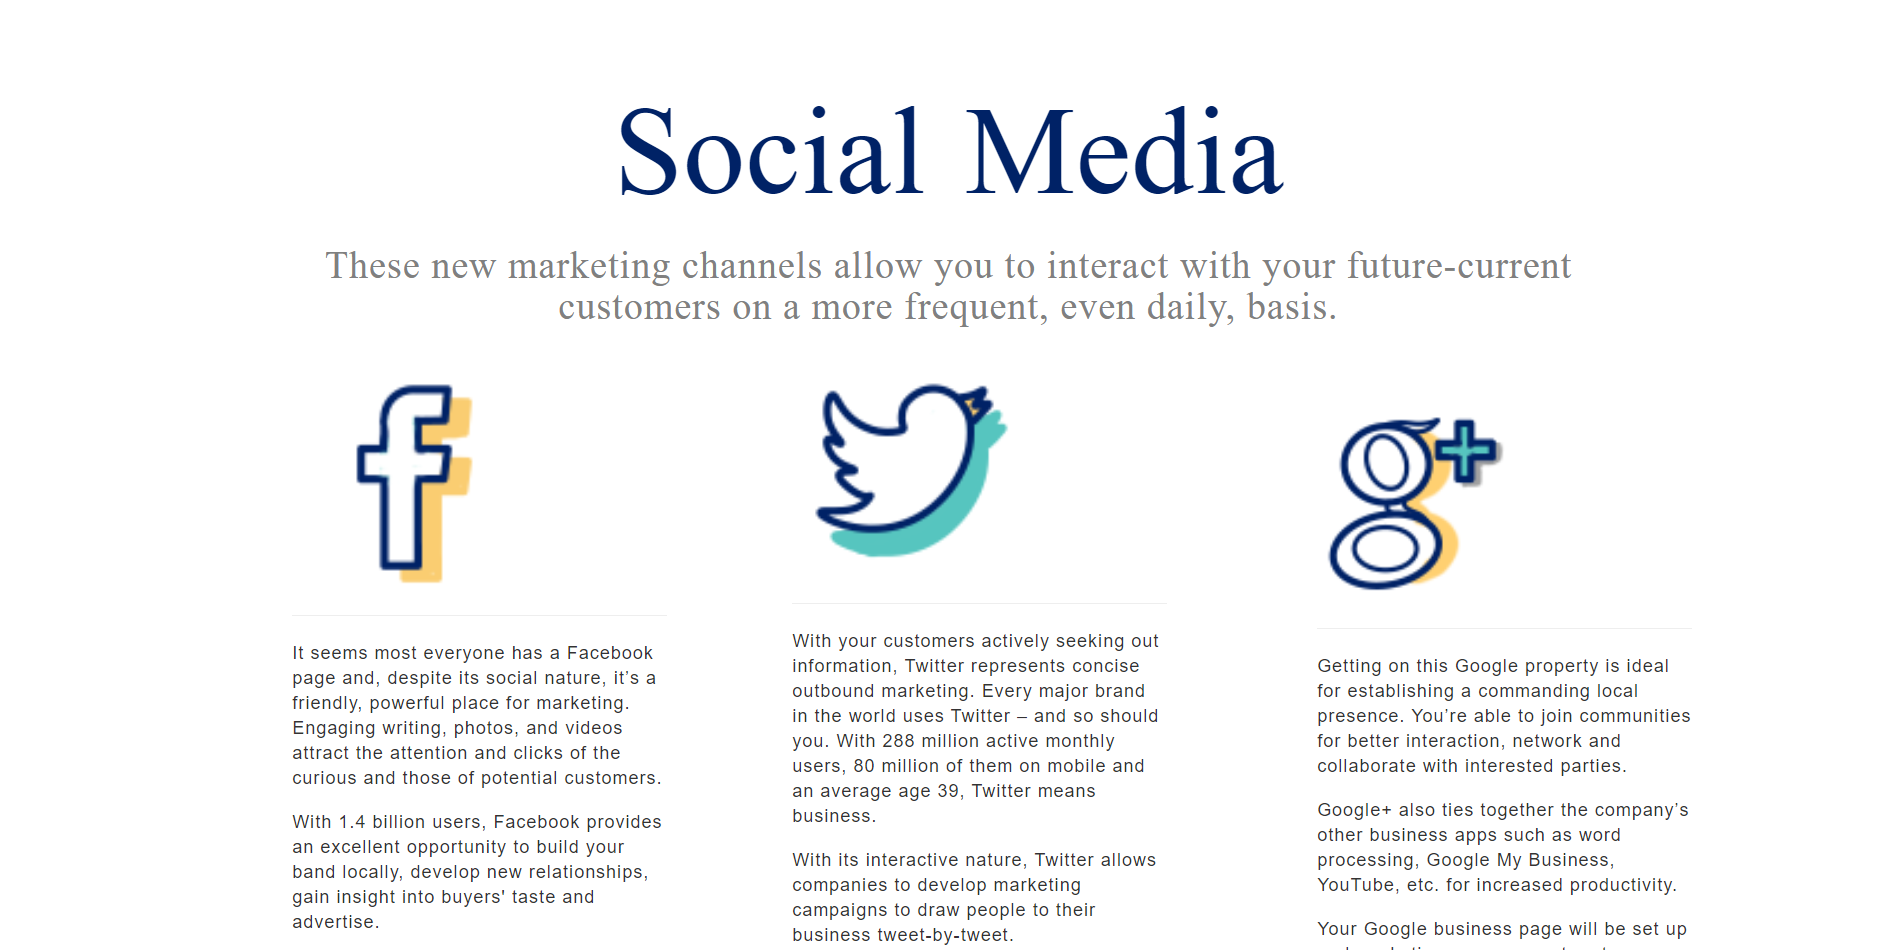 Social Media
These new marketing channels allow you to interact with your future-current
customers on a more frequent, even daily, basis.
It seems most everyone has a Facebook
page and, despite its social nature, it’s a
friendly, powerful place for marketing.
Engaging writing, photos, and videos
attract the attention and clicks of the
curious and those of potential customers.
With 1.4 billion users, Facebook provides
an excellent opportunity to build your
band locally, develop new relationships,
gain insight into buyers' taste and
advertise.
With your customers actively seeking out
information, Twitter represents concise
outbound marketing. Every major brand
in the world uses Twitter – and so should
you. With 288 million active monthly
users, 80 million of them on mobile and
an average age 39, Twitter means
business.
With its interactive nature, Twitter allows
companies to develop marketing
campaigns to draw people to their
business tweet-by-tweet.
Getting on this Google property is ideal
for establishing a commanding local
presence. You’re able to join communities
for better interaction, network and
collaborate with interested parties.
Google+ also ties together the company’s
other business apps such as word
processing, Google My Business,
YouTube, etc. for increased productivity.
Your Google business page will be set up